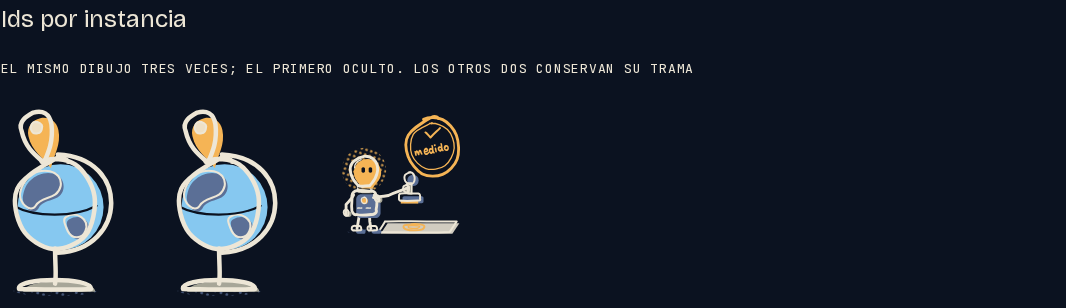 Ids por instancia
EL MISMO DIBUJO TRES VECES; EL PRIMERO OCULTO. LOS OTROS DOS CONSERVAN SU TRAMA
medido